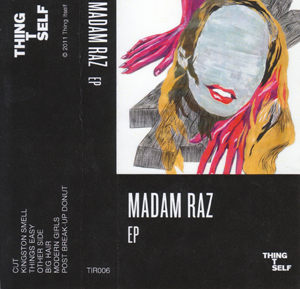 THING
T
SELF
© 2011 Thing Itself
MADAM RAZ
EP
CUT
KINGSTON SMELL
THINGS EASY
OTHER SIDE
BIG HAIR
MODERN GIRLS
POST BREAK-UP DONUT
TIR006
MADAM RAZ
EP
THING
T
SELF